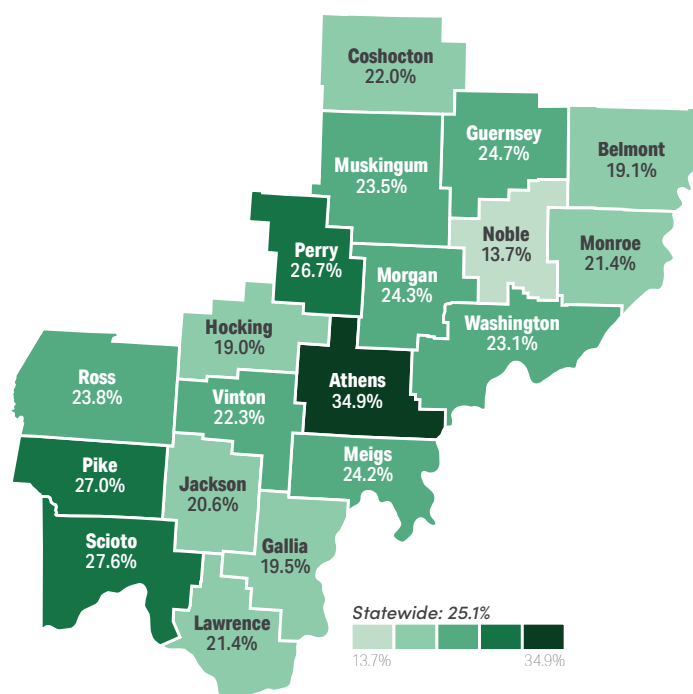 Coshocton
22.0%
Guernsey
24.7%
Belmont
19.1%
Muskingum
23.5%
Noble
13.7%
Monroe
21.4%
Perry
26.7%
Morgan
24.3%
Washington
23.1%
Hocking
19.0%
Ross
23.8%
Vinton
22.3%
Athens
34.9%
Meigs
24.2%
Pike
27.0%
Jackson
20.6%
Scioto
27.6%
Gallia
19.5%
Lawrence
21.4%
Statewide: 25.1%
13.7% 34.9%